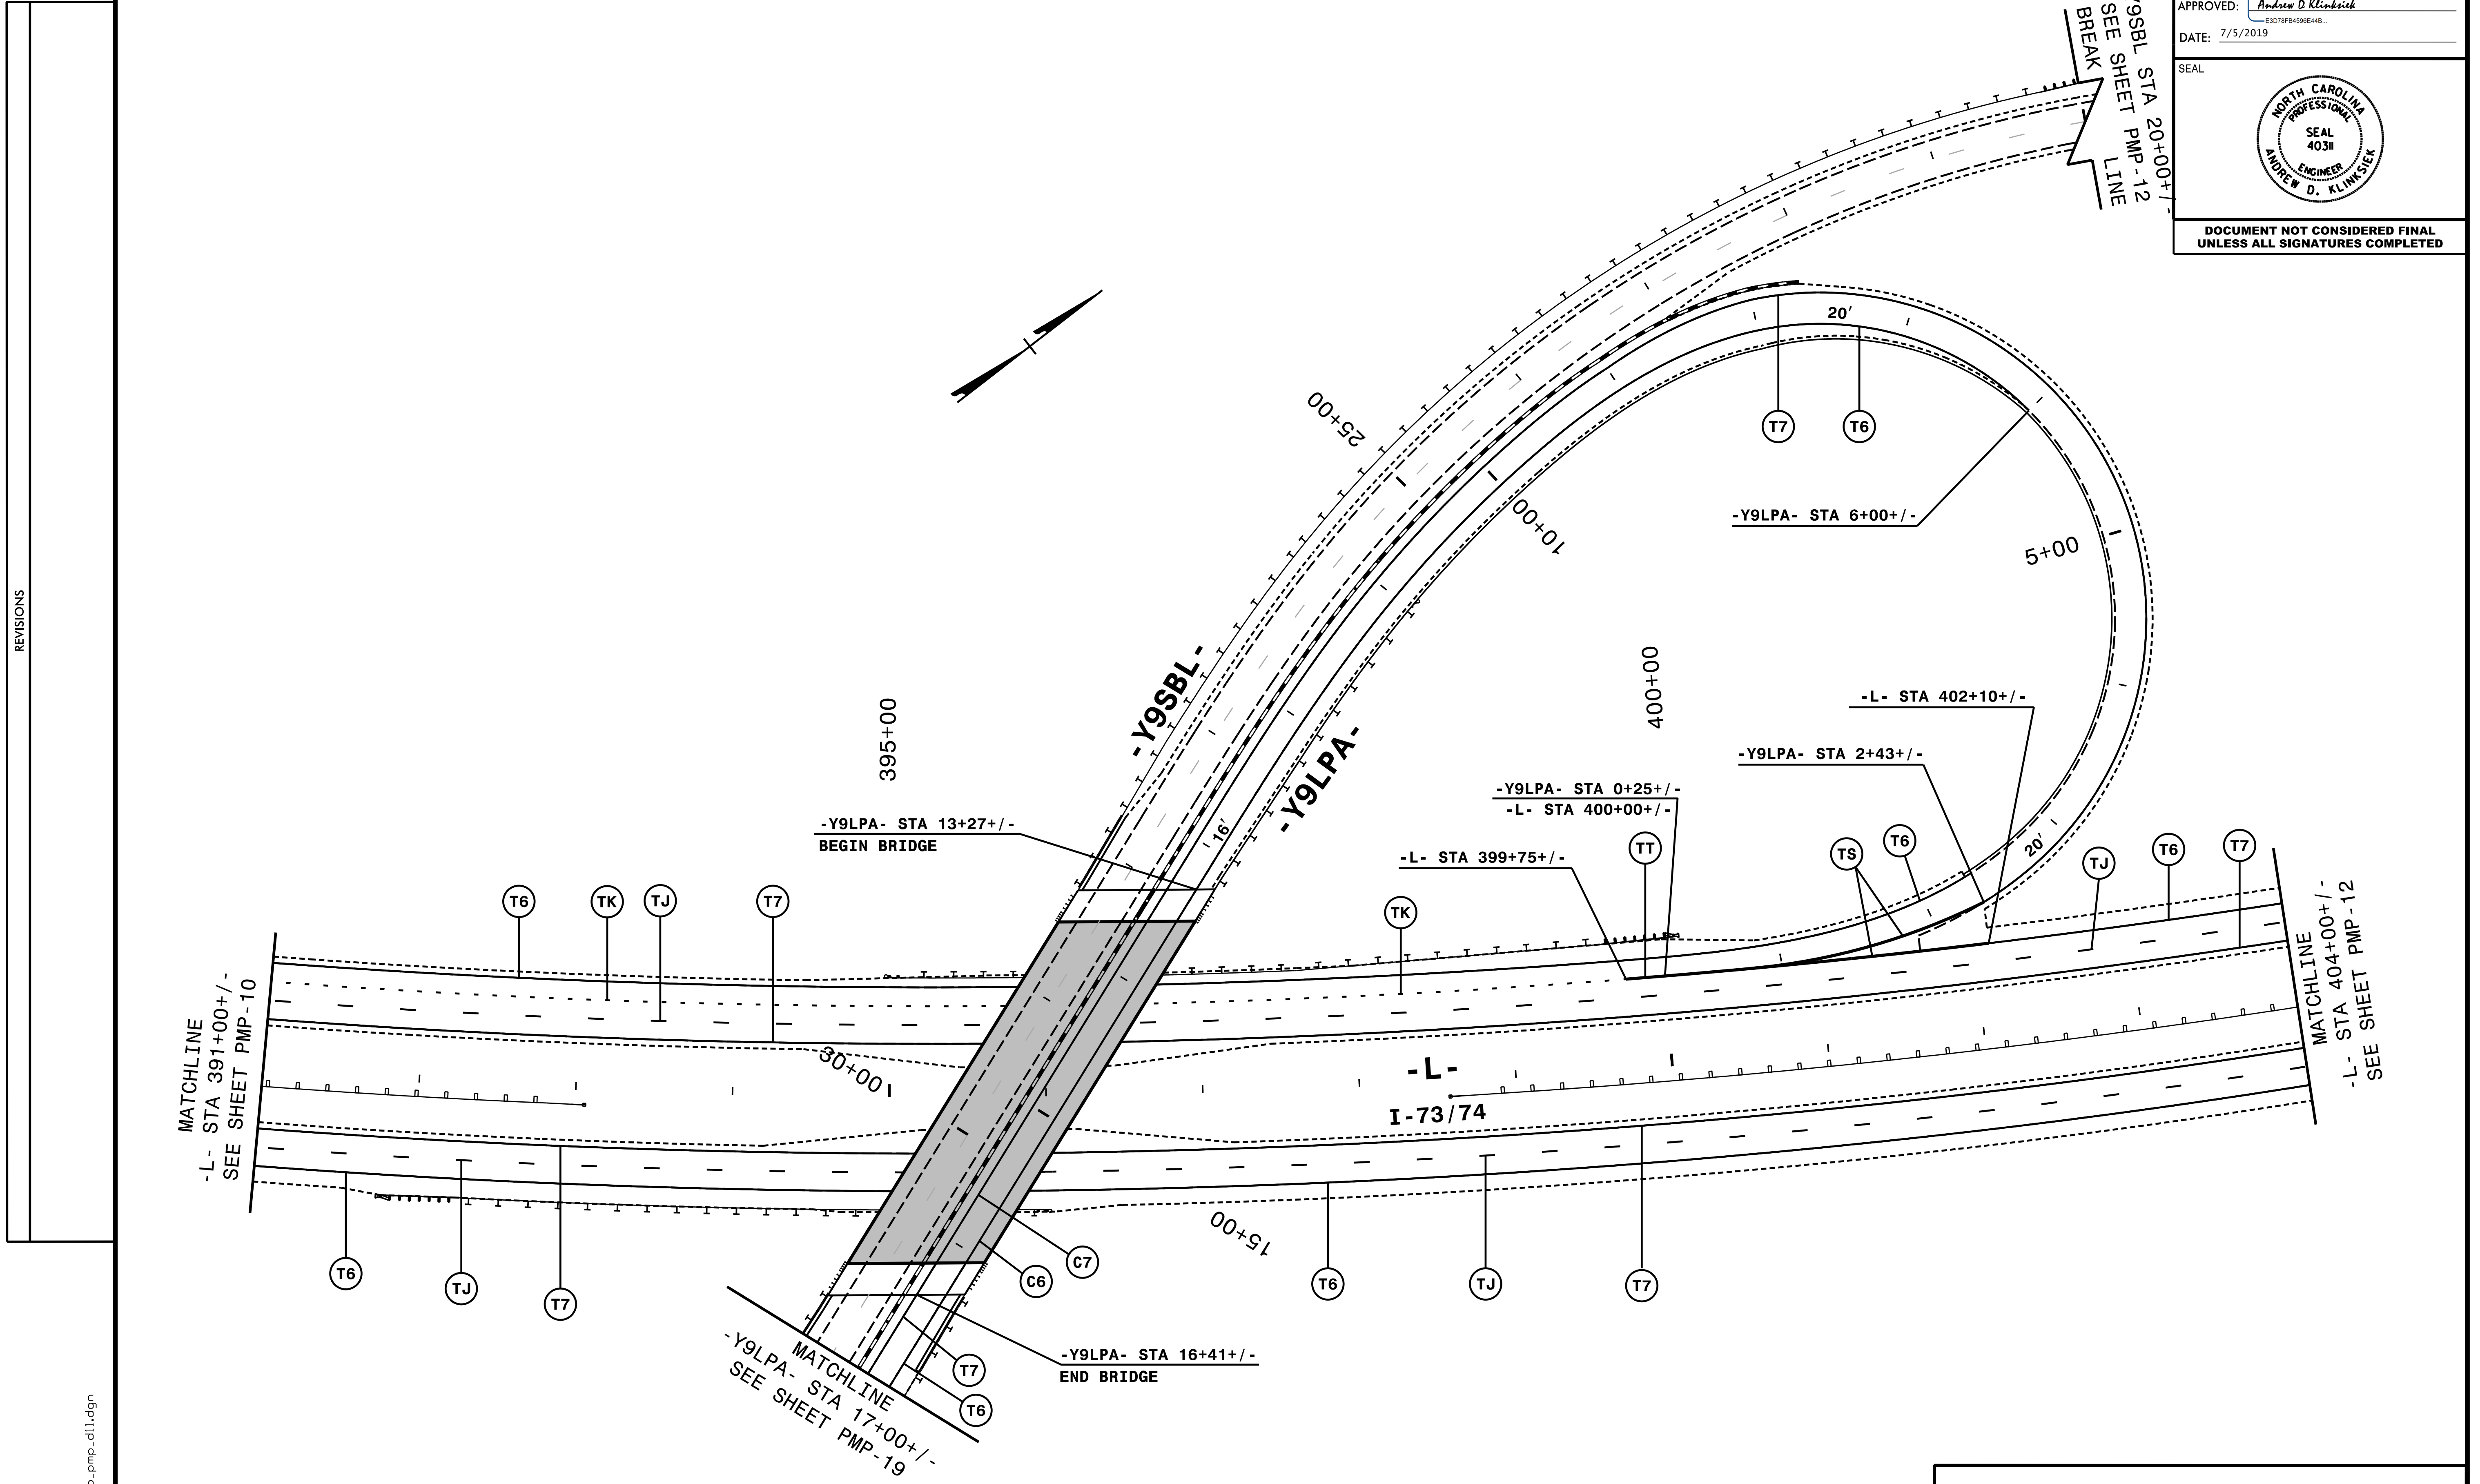 APPROVED: Andrew D. Klinksiek
E3D78FB4596E44B...
DATE: 7/5/2019
SEAL
NORTH CAROLINA
PROFESSIONAL
SEAL
40311
ENGINEER
ANDREW D. KLINKSIEK
DOCUMENT NOT CONSIDERED FINAL
UNLESS ALL SIGNATURES COMPLETED
Y9SBL STA 20+00+/-
SEE SHEET PMP-12
BREAK LINE
REVISIONS
20'
T7
T6
25+00
10+00
-Y9LPA- STA 6+00+/-
5+00
-Y9SBL-
-Y9LPA-
395+00
400+00
-L- STA 402+10+/-
-Y9LPA- STA 2+43+/-
-Y9LPA- STA 0+25+/-
-L- STA 400+00+/-
-Y9LPA- STA 13+27+/-
BEGIN BRIDGE
16'
-L- STA 399+75+/-
TT
TS
T6
20'
TJ
T6
T7
T6
TK
TJ
T7
TK
MATCHLINE
-L- STA 391+00+/-
SEE SHEET PMP-10
MATCHLINE
-L- STA 404+00+/-
SEE SHEET PMP-12
30+00
-L-
I-73/74
15+00
T6
TJ
T7
C6
C7
T6
TJ
T7
-Y9LPA- STA 16+41+/-
END BRIDGE
T7
T6
MATCHLINE
-Y9LPA- STA 17+00+/-
SEE SHEET PMP-19
_pmp_d11.dgn